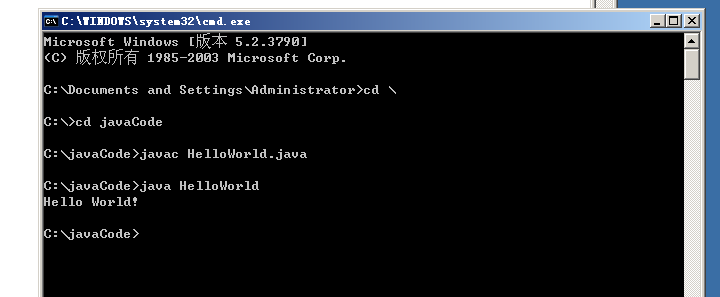 C:\WINDOWS\system32\cmd.exe
Microsoft Windows [版本 5.2.3790]
(C) 版权所有 1985-2003 Microsoft Corp.
C:\Documents and Settings\Administrator>cd \
C:\>cd javaCode
C:\javaCode>javac HelloWorld.java
C:\javaCode>java HelloWorld
Hello World!
C:\javaCode>